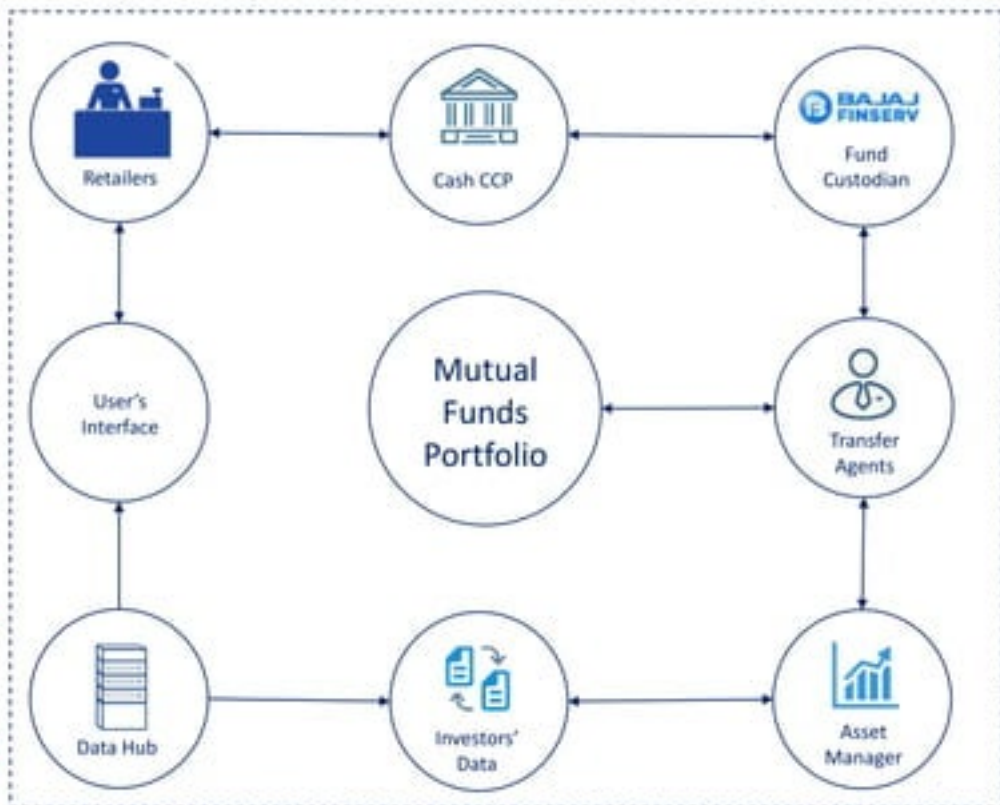 BAJAJ
FINSERV
Retailers
Cash CCP
Fund
Custodian
User's
Interface
Mutual
Funds
Portfolio
Transfer
Agents
Data Hub
Investors'
Data
Asset
Manager